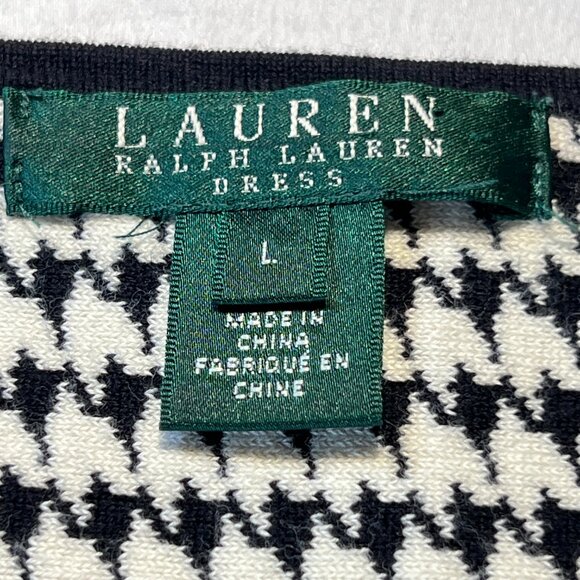 LAUREN
RALPH LAUREN
DRESS
L
MADE IN
CHINA
FABRIQUÉ EN
CHINE